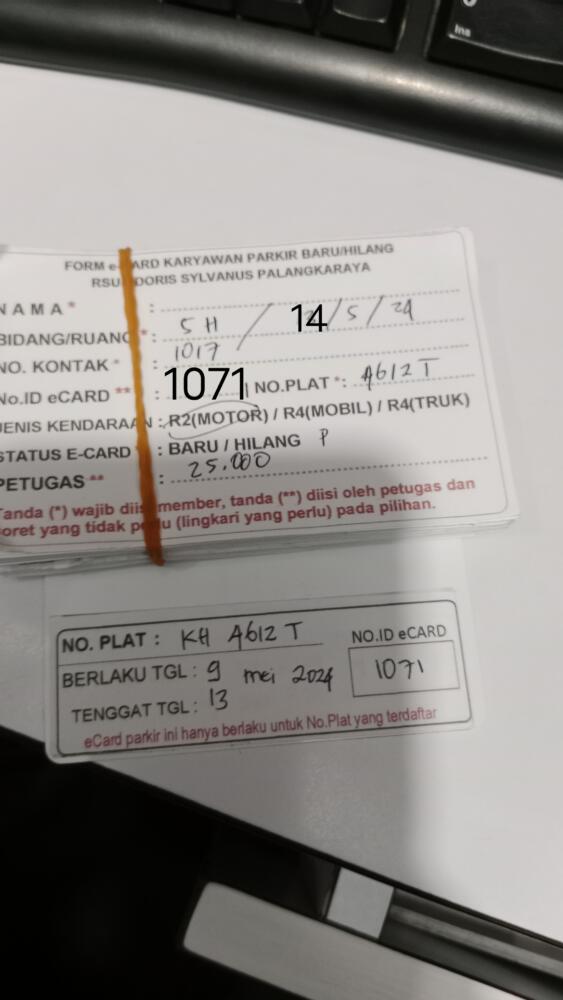 Ins
FORM e-CARD KARYAWAN PARKIR BARU/HILANG
RSU DORIS SYLVANUS PALANGKARAYA
NAMA* :
BIDANG/RUANG*: 5 H / 14/5/24
NO. KONTAK* : 1017
No.ID eCARD ** : 1071 NO.PLAT *: A612 T
JENIS KENDARAAN : R2(MOTOR) / R4(MOBIL) / R4(TRUK)
STATUS E-CARD : BARU / HILANG P
PETUGAS ** : 25.000
Tanda (*) wajib diisi member, tanda (**) diisi oleh petugas dan
coret yang tidak perlu (lingkari yang perlu) pada pilihan.
NO. PLAT : KH A612 T NO.ID eCARD
BERLAKU TGL : 9 mei 2024 1071
TENGGAT TGL : 13
eCard parkir ini hanya berlaku untuk No.Plat yang terdaftar